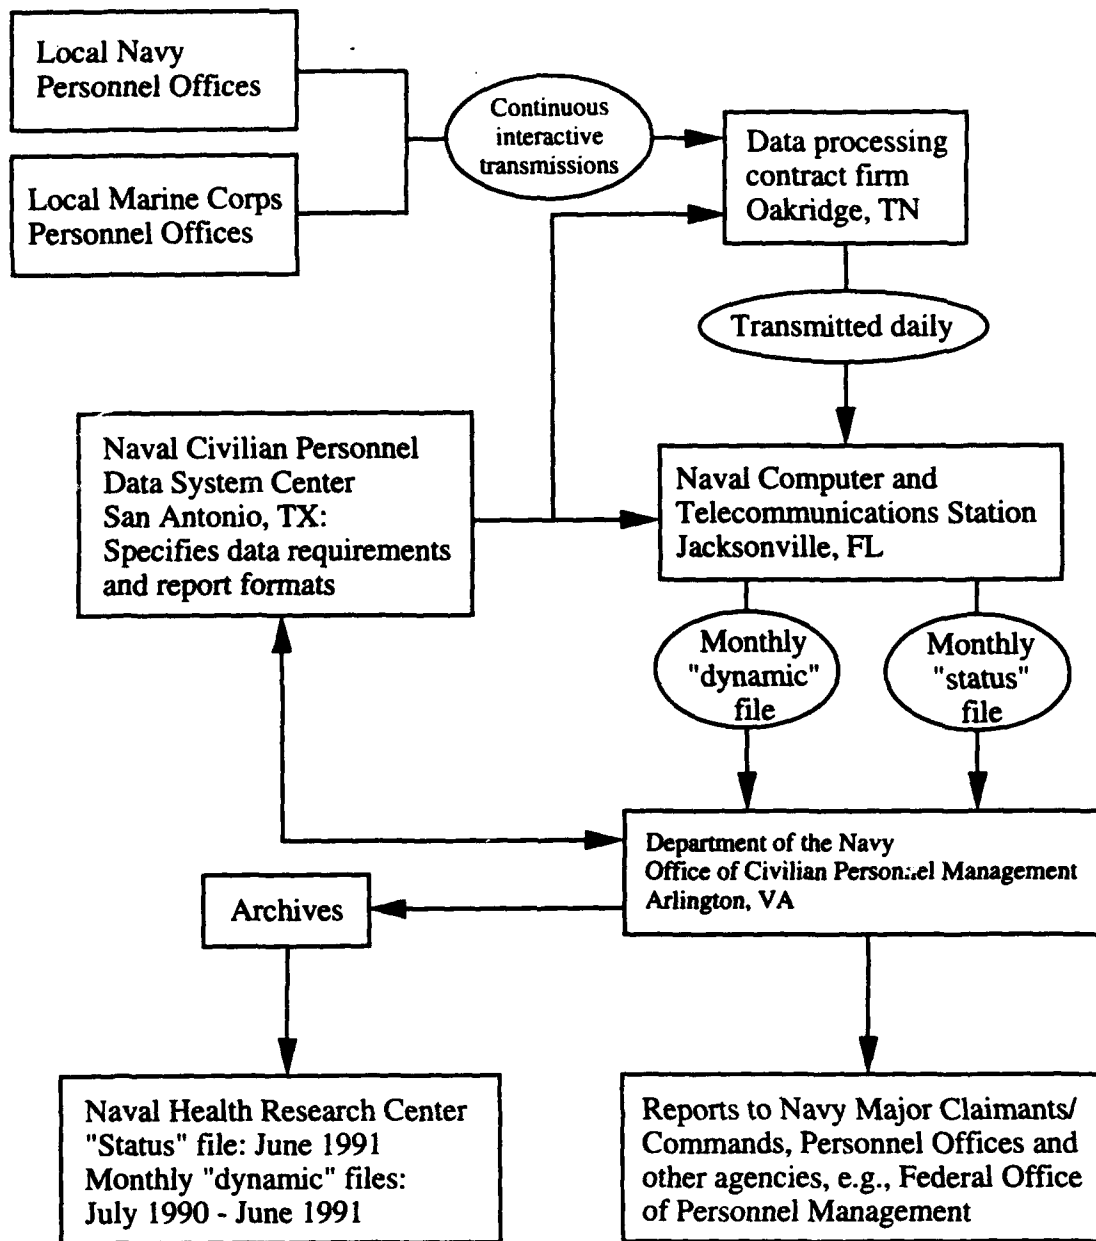 Local Navy
Personnel Offices
Continuous
interactive
transmissions
Data processing
contract firm
Oakridge, TN
Local Marine Corps
Personnel Offices
Transmitted daily
Naval Civilian Personnel
Data System Center
San Antonio, TX:
Specifies data requirements
and report formats
Naval Computer and
Telecommunications Station
Jacksonville, FL
Monthly
"dynamic"
file
Monthly
"status"
file
Department of the Navy
Office of Civilian Personnel Management
Arlington, VA
Archives
Naval Health Research Center
"Status" file: June 1991
Monthly "dynamic" files:
July 1990 - June 1991
Reports to Navy Major Claimants/
Commands, Personnel Offices and
other agencies, e.g., Federal Office
of Personnel Management